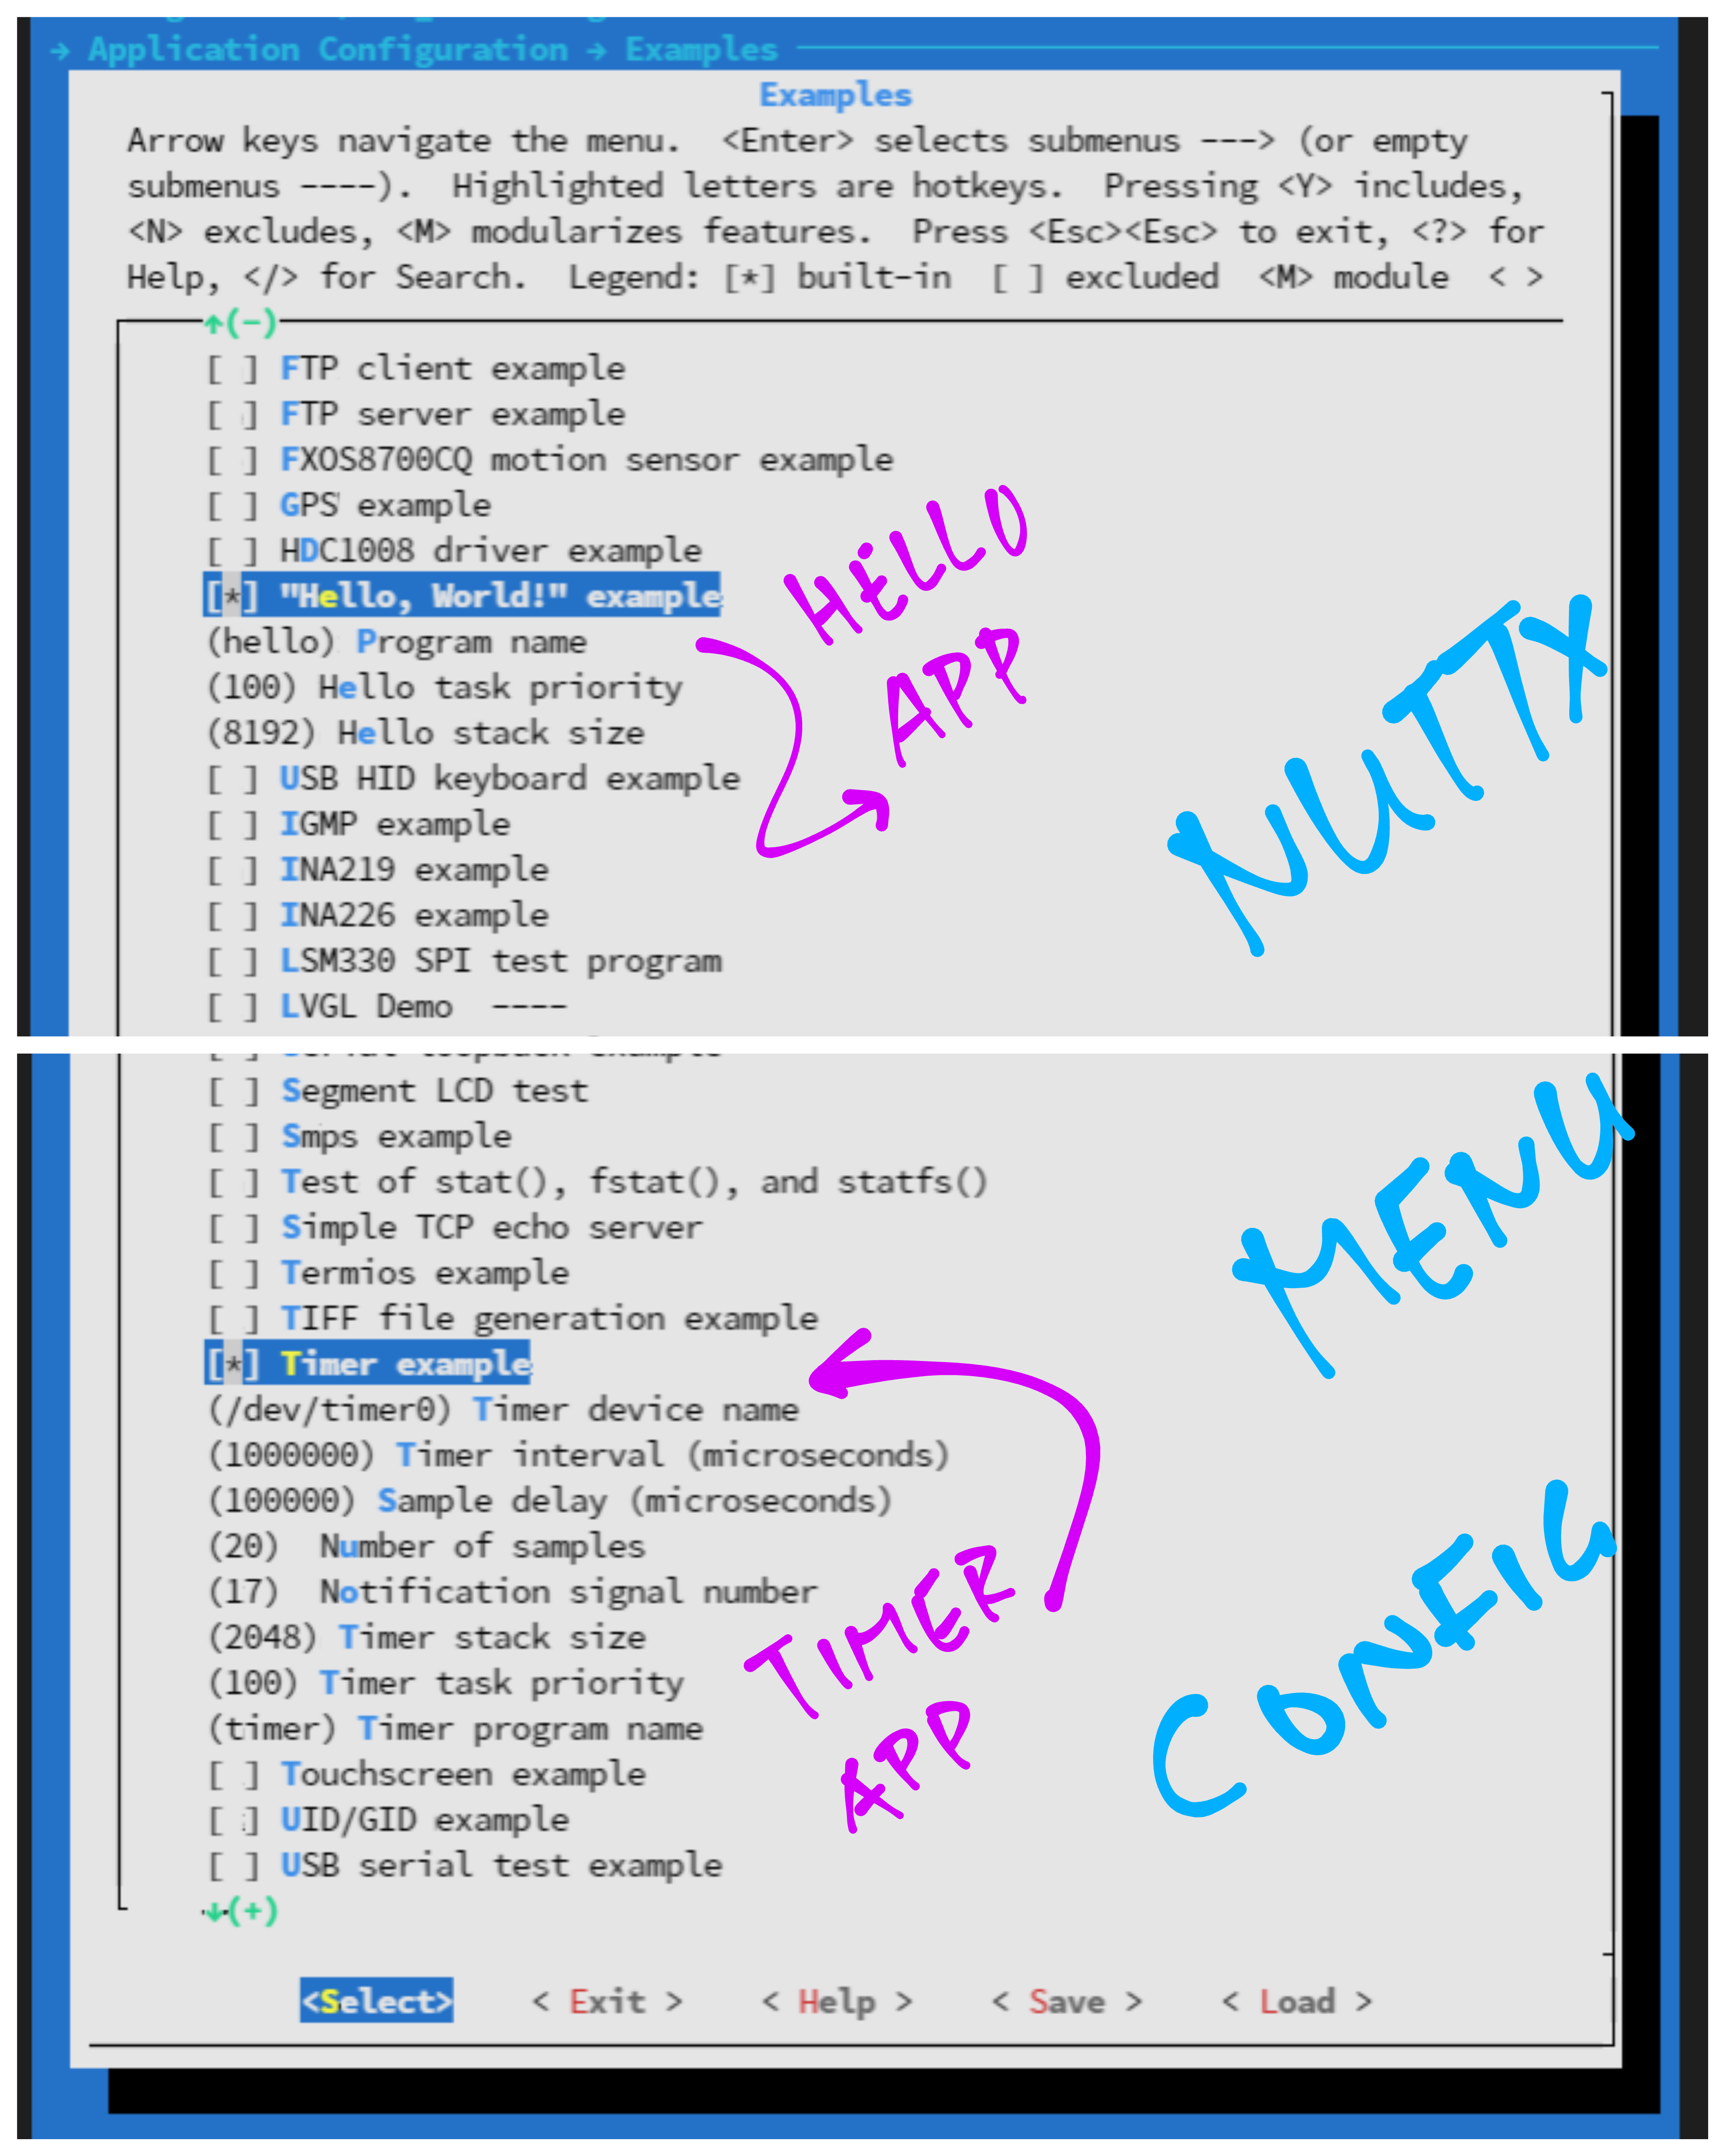 → Application Configuration → Examples
Examples
Arrow keys navigate the menu.  <Enter> selects submenus ---> (or empty
submenus ----).  Highlighted letters are hotkeys.  Pressing <Y> includes,
<N> excludes, <M> modularizes features.  Press <Esc><Esc> to exit, <?> for
Help, </> for Search.  Legend: [*] built-in  [ ] excluded  <M> module  < >
↑(-)
[ ] FTP client example
[ ] FTP server example
[ ] FXOS8700CQ motion sensor example
[ ] GPS example
[ ] HDC1008 driver example
[*] "Hello, World!" example
(hello) Program name
(100) Hello task priority
(8192) Hello stack size
[ ] USB HID keyboard example
[ ] IGMP example
[ ] INA219 example
[ ] INA226 example
[ ] LSM330 SPI test program
[ ] LVGL Demo  ----
HELLO
APP
NUTTX
[ ] Segment LCD test
[ ] Smps example
[ ] Test of stat(), fstat(), and statfs()
[ ] Simple TCP echo server
[ ] Termios example
[ ] TIFF file generation example
[*] Timer example
(/dev/timer0) Timer device name
(1000000) Timer interval (microseconds)
(100000) Sample delay (microseconds)
(20)  Number of samples
(17)  Notification signal number
(2048) Timer stack size
(100) Timer task priority
(timer) Timer program name
[ ] Touchscreen example
[ ] UID/GID example
[ ] USB serial test example
↓(+)
MENU
CONFIG
TIMER
APP
<Select>    < Exit >    < Help >    < Save >    < Load >